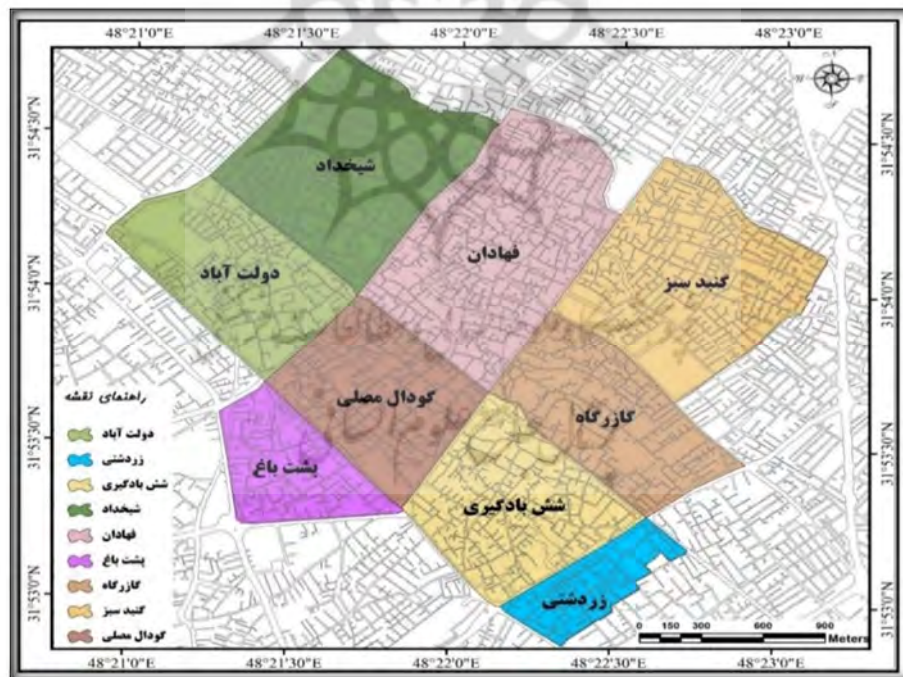 48°21'0"E 48°21'30"E 48°22'0"E 48°22'30"E 48°23'0"E
31°54'30"N 31°54'0"N 31°53'30"N 31°53'0"N
شیخداد
فهادان
دولت آباد
گنبد سبز
گودال مصلی
گازرگاه
پشت باغ
شش بادگیری
زردشتی
راهنمای نقشه
دولت آباد
زردشتی
شش بادگیری
شیخداد
فهادان
پشت باغ
گازرگاه
گنبد سبز
گودال مصلی
0 150 300 600 900
Meters
31°54'30"N 31°54'0"N 31°53'30"N 31°53'0"N
48°21'0"E 48°21'30"E 48°22'0"E 48°22'30"E 48°23'0"E